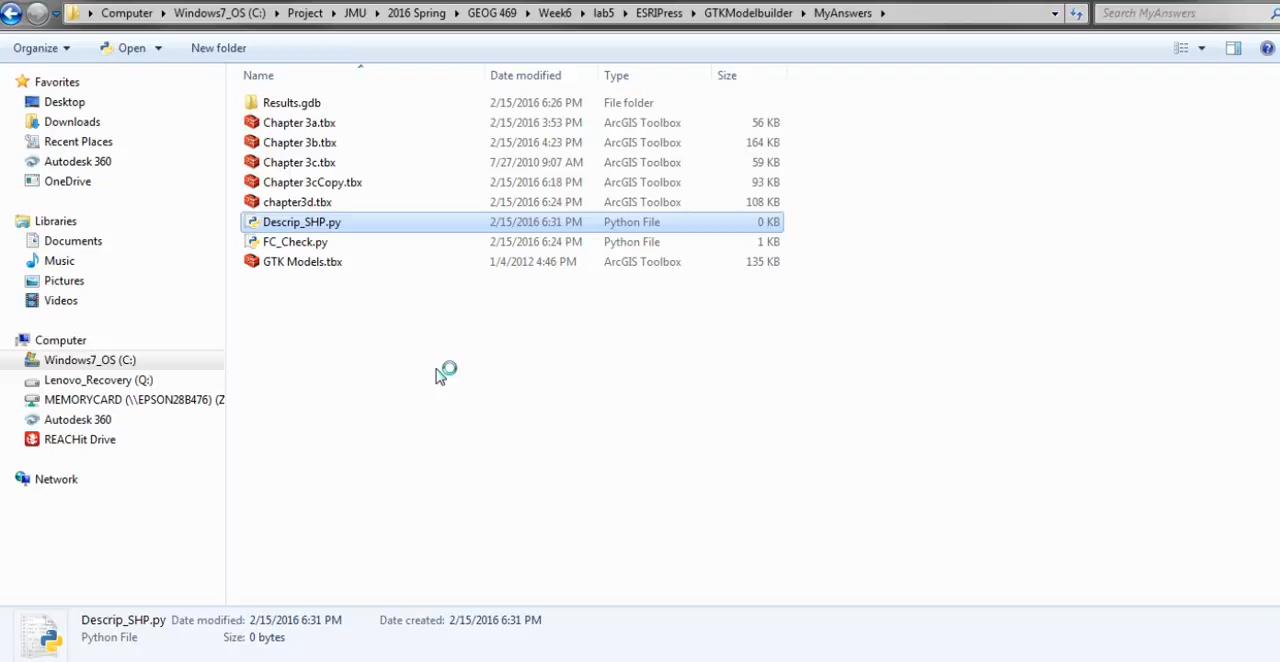 Computer Windows7_OS (C:) Project JMU 2016 Spring GEOG 469 Week6 lab5 ESRIPress GTKModelbuilder MyAnswers Search MyAnswers
Organize Open New folder
Favorites
Desktop
Downloads
Recent Places
Autodesk 360
OneDrive
Libraries
Documents
Music
Pictures
Videos
Computer
Windows7_OS (C:)
Lenovo_Recovery (Q:)
MEMORYCARD (\\EPSON28B476) (Z
Autodesk 360
REACHit Drive
Network
Name Date modified Type Size
Results.gdb 2/15/2016 6:26 PM File folder
Chapter 3a.tbx 2/15/2016 3:53 PM ArcGIS Toolbox 56 KB
Chapter 3b.tbx 2/15/2016 4:23 PM ArcGIS Toolbox 164 KB
Chapter 3c.tbx 7/27/2010 9:07 AM ArcGIS Toolbox 59 KB
Chapter 3cCopy.tbx 2/15/2016 6:18 PM ArcGIS Toolbox 93 KB
chapter3d.tbx 2/15/2016 6:24 PM ArcGIS Toolbox 108 KB
Descrip_SHP.py 2/15/2016 6:31 PM Python File 0 KB
FC_Check.py 2/15/2016 6:24 PM Python File 1 KB
GTK Models.tbx 1/4/2012 4:46 PM ArcGIS Toolbox 135 KB
Descrip_SHP.py Date modified: 2/15/2016 6:31 PM Date created: 2/15/2016 6:31 PM
Python File Size: 0 bytes